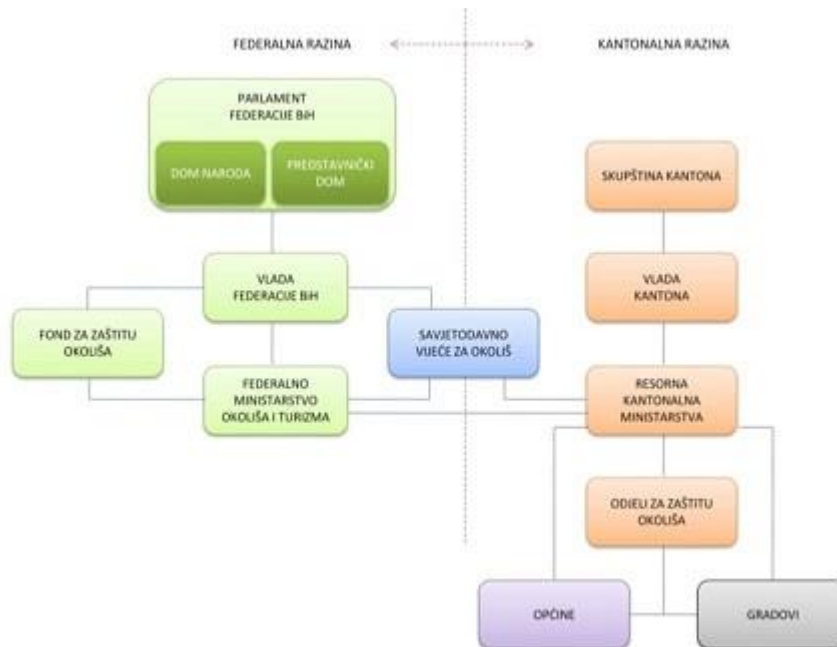 FEDERALNA RAZINA
KANTONALNA RAZINA
PARLAMENT
FEDERACIJE BiH
DOM NARODA
PREDSTAVNIČKI
DOM
SKUPŠTINA KANTONA
VLADA
FEDERACIJE BiH
VLADA
KANTONA
FOND ZA ZAŠTITU
OKOLIŠA
SAVJETODAVNO
VIJEĆE ZA OKOLIŠ
FEDERALNO
MINISTARSTVO
OKOLIŠA I TURIZMA
RESORNA
KANTONALNA
MINISTARSTVA
ODJELI ZA ZAŠTITU
OKOLIŠA
OPĆINE
GRADOVI